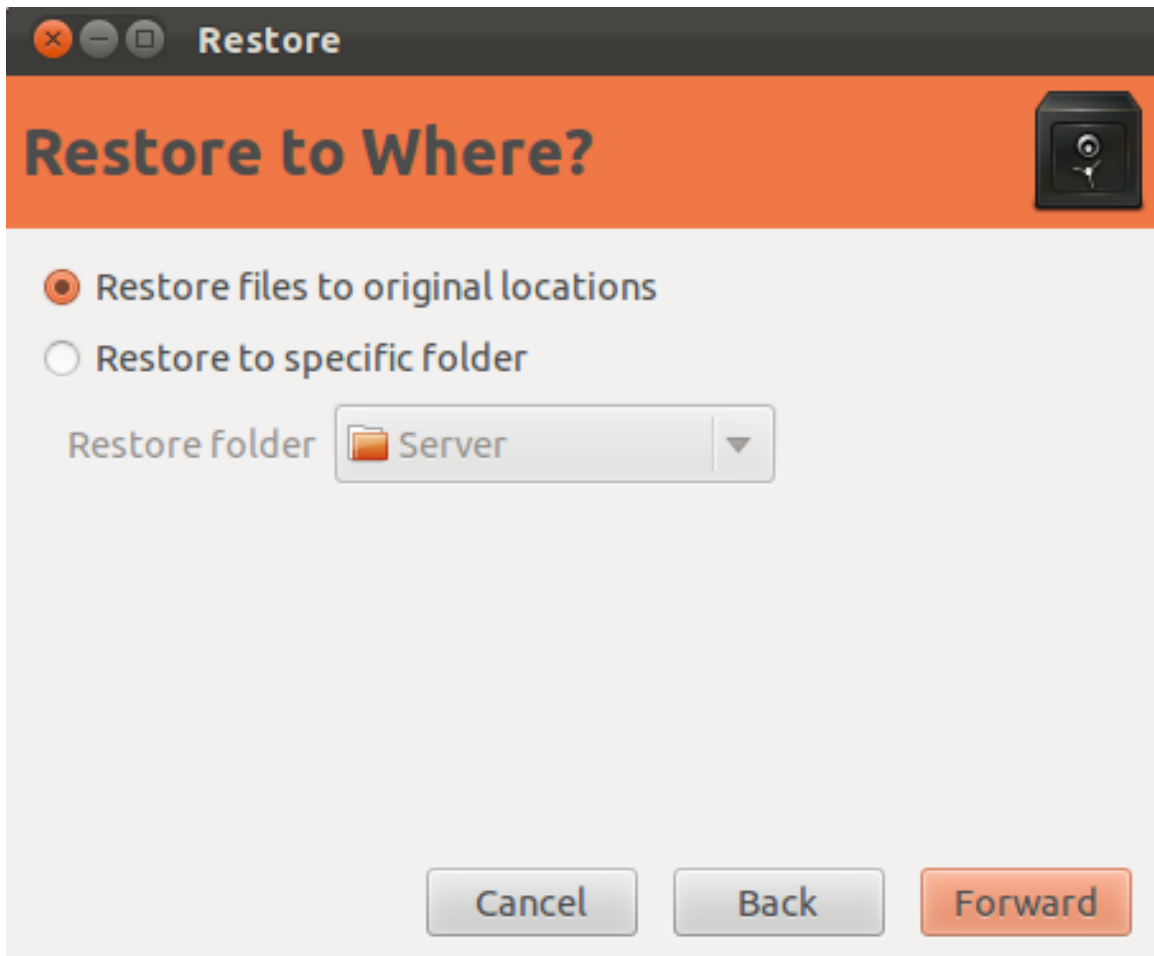 Restore
Restore to Where?
Restore files to original locations
Restore to specific folder
Restore folder Server
Cancel Back Forward